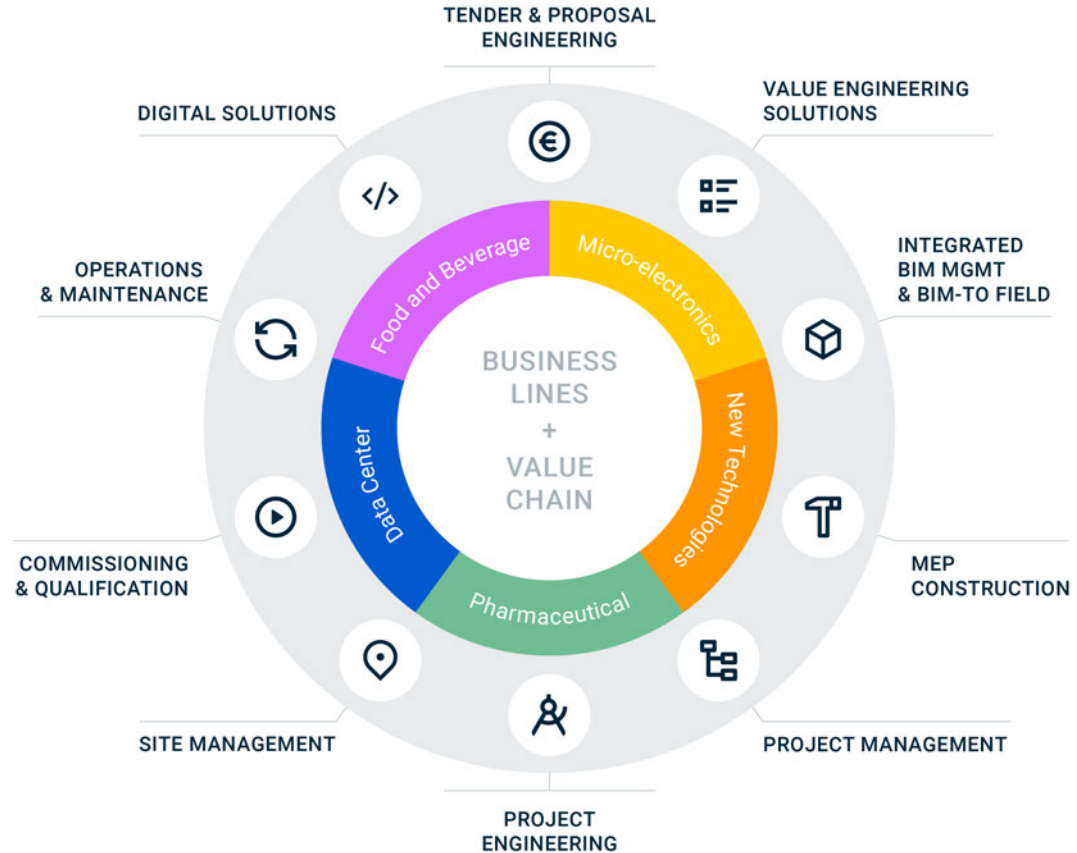 TENDER & PROPOSAL
ENGINEERING
DIGITAL SOLUTIONS
VALUE ENGINEERING
SOLUTIONS
€
</>
Food and Beverage
Micro-electronics
OPERATIONS
& MAINTENANCE
INTEGRATED
BIM MGMT
& BIM-TO FIELD
BUSINESS
LINES
+
VALUE
CHAIN
Data Center
New Technologies
Pharmaceutical
COMMISSIONING
& QUALIFICATION
MEP
CONSTRUCTION
SITE MANAGEMENT
PROJECT MANAGEMENT
PROJECT
ENGINEERING